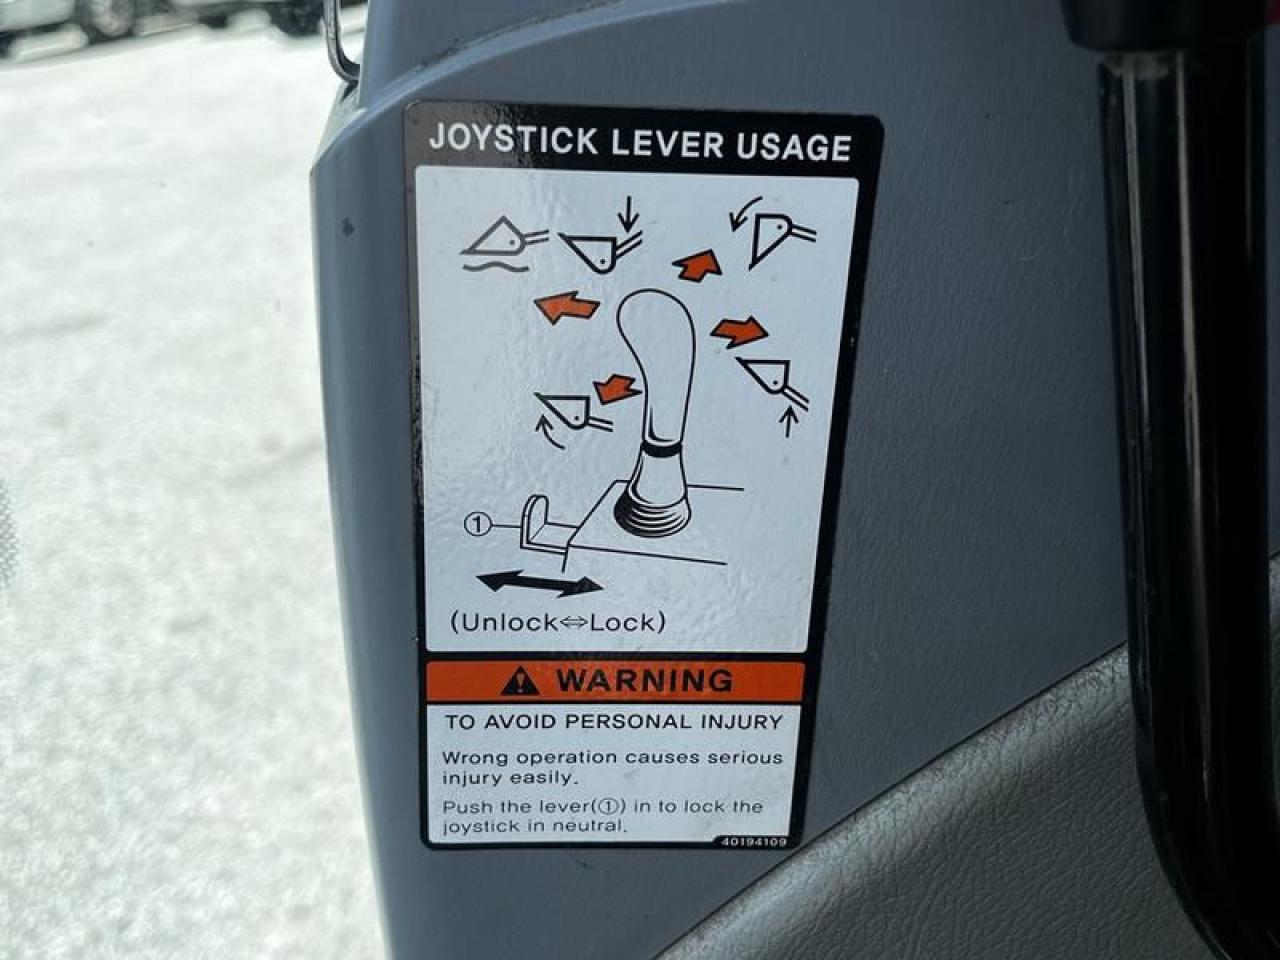 JOYSTICK LEVER USAGE
①
(Unlock⇔Lock)
WARNING
TO AVOID PERSONAL INJURY
Wrong operation causes serious
injury easily.
Push the lever(①) in to lock the
joystick in neutral.
40194109